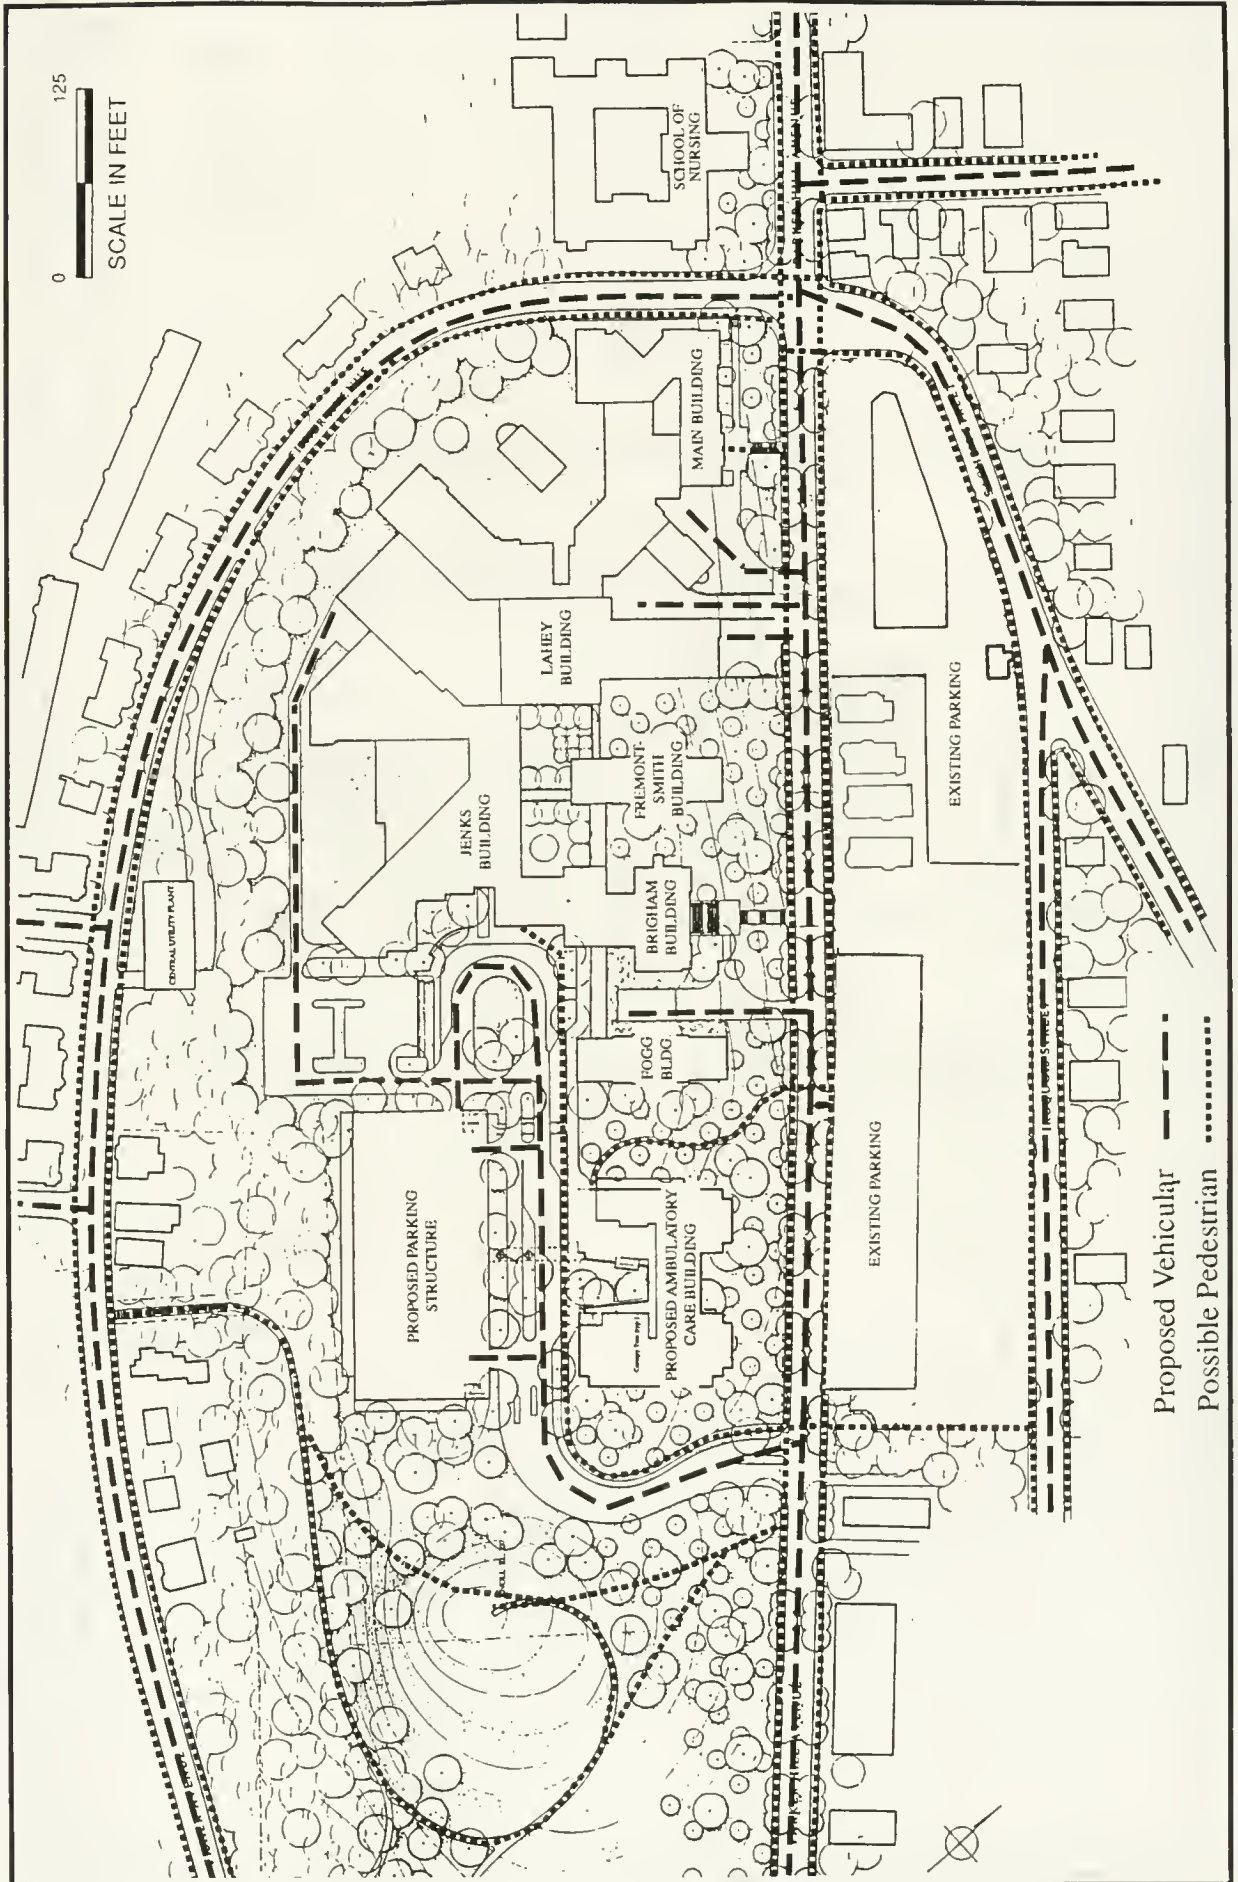 0
125
SCALE IN FEET
SCHOOL OF
NURSING
MAIN BUILDING
LAHEY
BUILDING
JENKS
BUILDING
FREMONT-
SMITH
BUILDING
BRIGHAM
BUILDING
FOGG
BLDG.
CENTRAL UTILITY PLANT
PROPOSED PARKING
STRUCTURE
PROPOSED AMBULATORY
CARE BUILDING
EXISTING PARKING
EXISTING PARKING
Proposed Vehicular
Possible Pedestrian